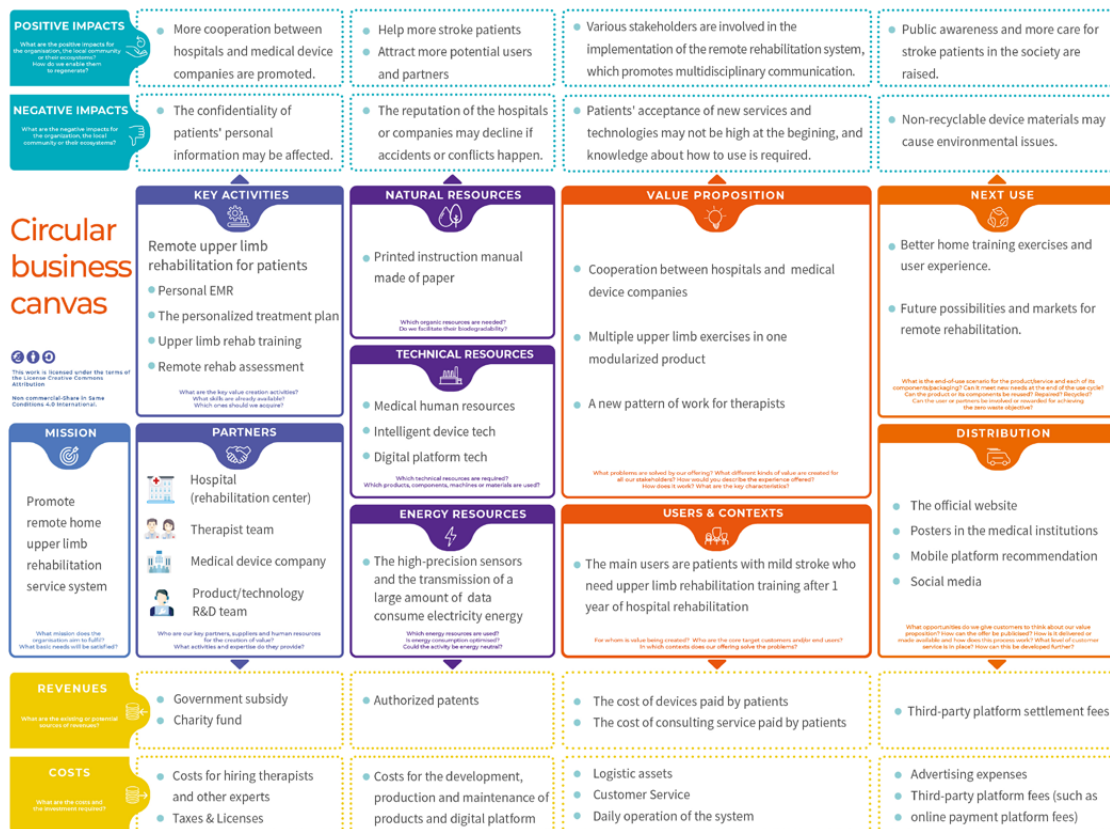 POSITIVE IMPACTS
What are the positive impacts for
the organisation, the local community
or their ecosystems?
How do we enable them
to regenerate?
More cooperation between
hospitals and medical device
companies are promoted.
Help more stroke patients
Attract more potential users
and partners
Various stakeholders are involved in the
implementation of the remote rehabilitation system,
which promotes multidisciplinary communication.
Public awareness and more care for
stroke patients in the society are
raised.
NEGATIVE IMPACTS
What are the negative impacts for
the organisation, the local
community or their ecosystems?
The confidentiality of
patients' personal
information may be affected.
The reputation of the hospitals
or companies may decline if
accidents or conflicts happen.
Patients' acceptance of new services and
technologies may not be high at the begining, and
knowledge about how to use is required.
Non-recyclable device materials may
cause environmental issues.
Circular
business
canvas
This work is licensed under the terms of
the License Creative Commons
Attribution
Non commercial-Share in Same
Conditions 4.0 International.
KEY ACTIVITIES
Remote upper limb
rehabilitation for patients
Personal EMR
The personalized treatment plan
Upper limb rehab training
Remote rehab assessment
What are the key value creation activities?
What skills are already available?
Which ones should we acquire?
NATURAL RESOURCES
Printed instruction manual
made of paper
Which organic resources are needed?
Do we facilitate their biodegradability?
TECHNICAL RESOURCES
Medical human resources
Intelligent device tech
Digital platform tech
Which technical resources are required?
Which products, components, machines or materials are used?
VALUE PROPOSITION
Cooperation between hospitals and medical
device companies
Multiple upper limb exercises in one
modularized product
A new pattern of work for therapists
What problems are solved by our offering? What different kinds of value are created for
all our stakeholders? How would you describe the experience offered?
How does it work? What are the key characteristics?
NEXT USE
Better home training exercises and
user experience.
Future possibilities and markets for
remote rehabilitation.
What is the end-of-use scenario for the product/service and each of its
components/packaging? Can it meet new needs at the end of the use cycle?
Can the product or its components be reused? Repaired? Recycled?
Can the user or partners be involved or rewarded for achieving
the zero waste objective?
MISSION
Promote
remote home
upper limb
rehabilitation
service system
What mission does the
organisation aim to fulfil?
What basic needs will be satisfied?
PARTNERS
Hospital
(rehabilitation center)
Therapist team
Medical device company
Product/technology
R&D team
Who are our key partners, suppliers and human resources
for the creation of value?
What activities and expertise do they provide?
ENERGY RESOURCES
The high-precision sensors
and the transmission of a
large amount of data
consume electricity energy
Which energy resources are used?
Is energy consumption optimised?
Could the activity be energy neutral?
USERS & CONTEXTS
The main users are patients with mild stroke who
need upper limb rehabilitation training after 1
year of hospital rehabilitation
For whom is value being created? Who are the core target customers and/or end users?
In which contexts does our offering solve the problems?
DISTRIBUTION
The official website
Posters in the medical institutions
Mobile platform recommendation
Social media
What opportunities do we give customers to think about our value
proposition? How can the offer be publicised? How is it delivered or
made available and how does this process work? What level of customer
service is in place? How can this be developed further?
REVENUES
What are the existing or potential
sources of revenues?
Government subsidy
Charity fund
Authorized patents
The cost of devices paid by patients
The cost of consulting service paid by patients
Third-party platform settlement fees
COSTS
What are the costs and
the investment required?
Costs for hiring therapists
and other experts
Taxes & Licenses
Costs for the development,
production and maintenance of
products and digital platform
Logistic assets
Customer Service
Daily operation of the system
Advertising expenses
Third-party platform fees (such as
online payment platform fees)